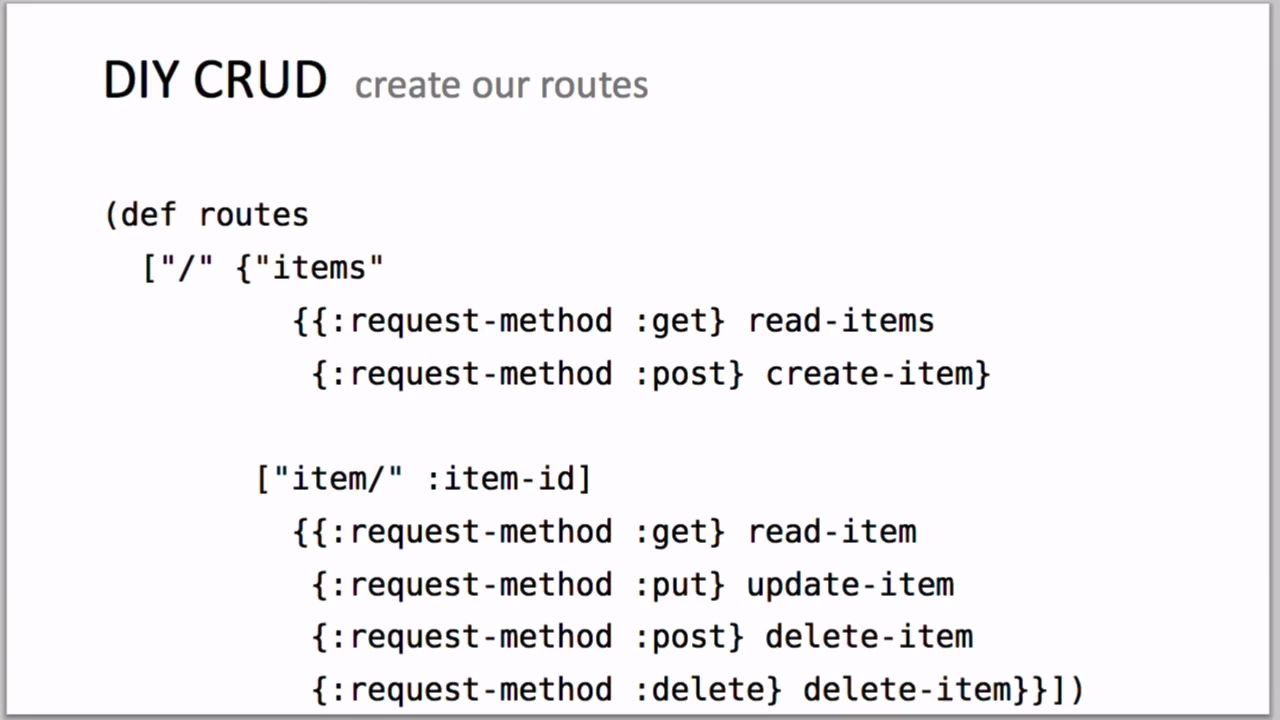 DIY CRUD create our routes
(def routes
["/" {"items"
{{:request-method :get} read-items
{:request-method :post} create-item}
["item/" :item-id]
{{:request-method :get} read-item
{:request-method :put} update-item
{:request-method :post} delete-item
{:request-method :delete} delete-item}}])